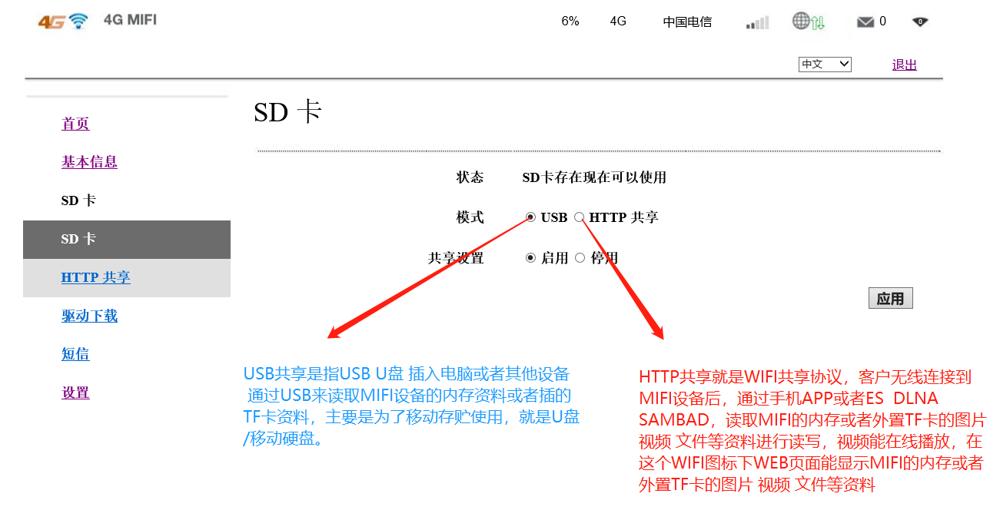 4G 4G MIFI 6% 4G 中国电信 0 0
中文 退出
SD 卡
首页
基本信息
SD 卡
SD 卡
HTTP 共享
驱动下载
短信
设置
状态 SD卡存在现在可以使用
模式 USB HTTP 共享
共享设置 启用 停用
应用
USB共享是指USB U盘 插入电脑或者其他设备
通过USB来读取MIFI设备的内存资料或者插的
TF卡资料，主要是为了移动存贮使用，就是U盘
/移动硬盘。
HTTP共享就是WIFI共享协议，客户无线连接到
MIFI设备后，通过手机APP或者ES DLNA
SAMBAD，读取MIFI的内存或者外置TF卡的图片
视频 文件等资料进行读写，视频能在线播放，在
这个WIFI图标下WEB页面能显示MIFI的内存或者
外置TF卡的图片 视频 文件等资料